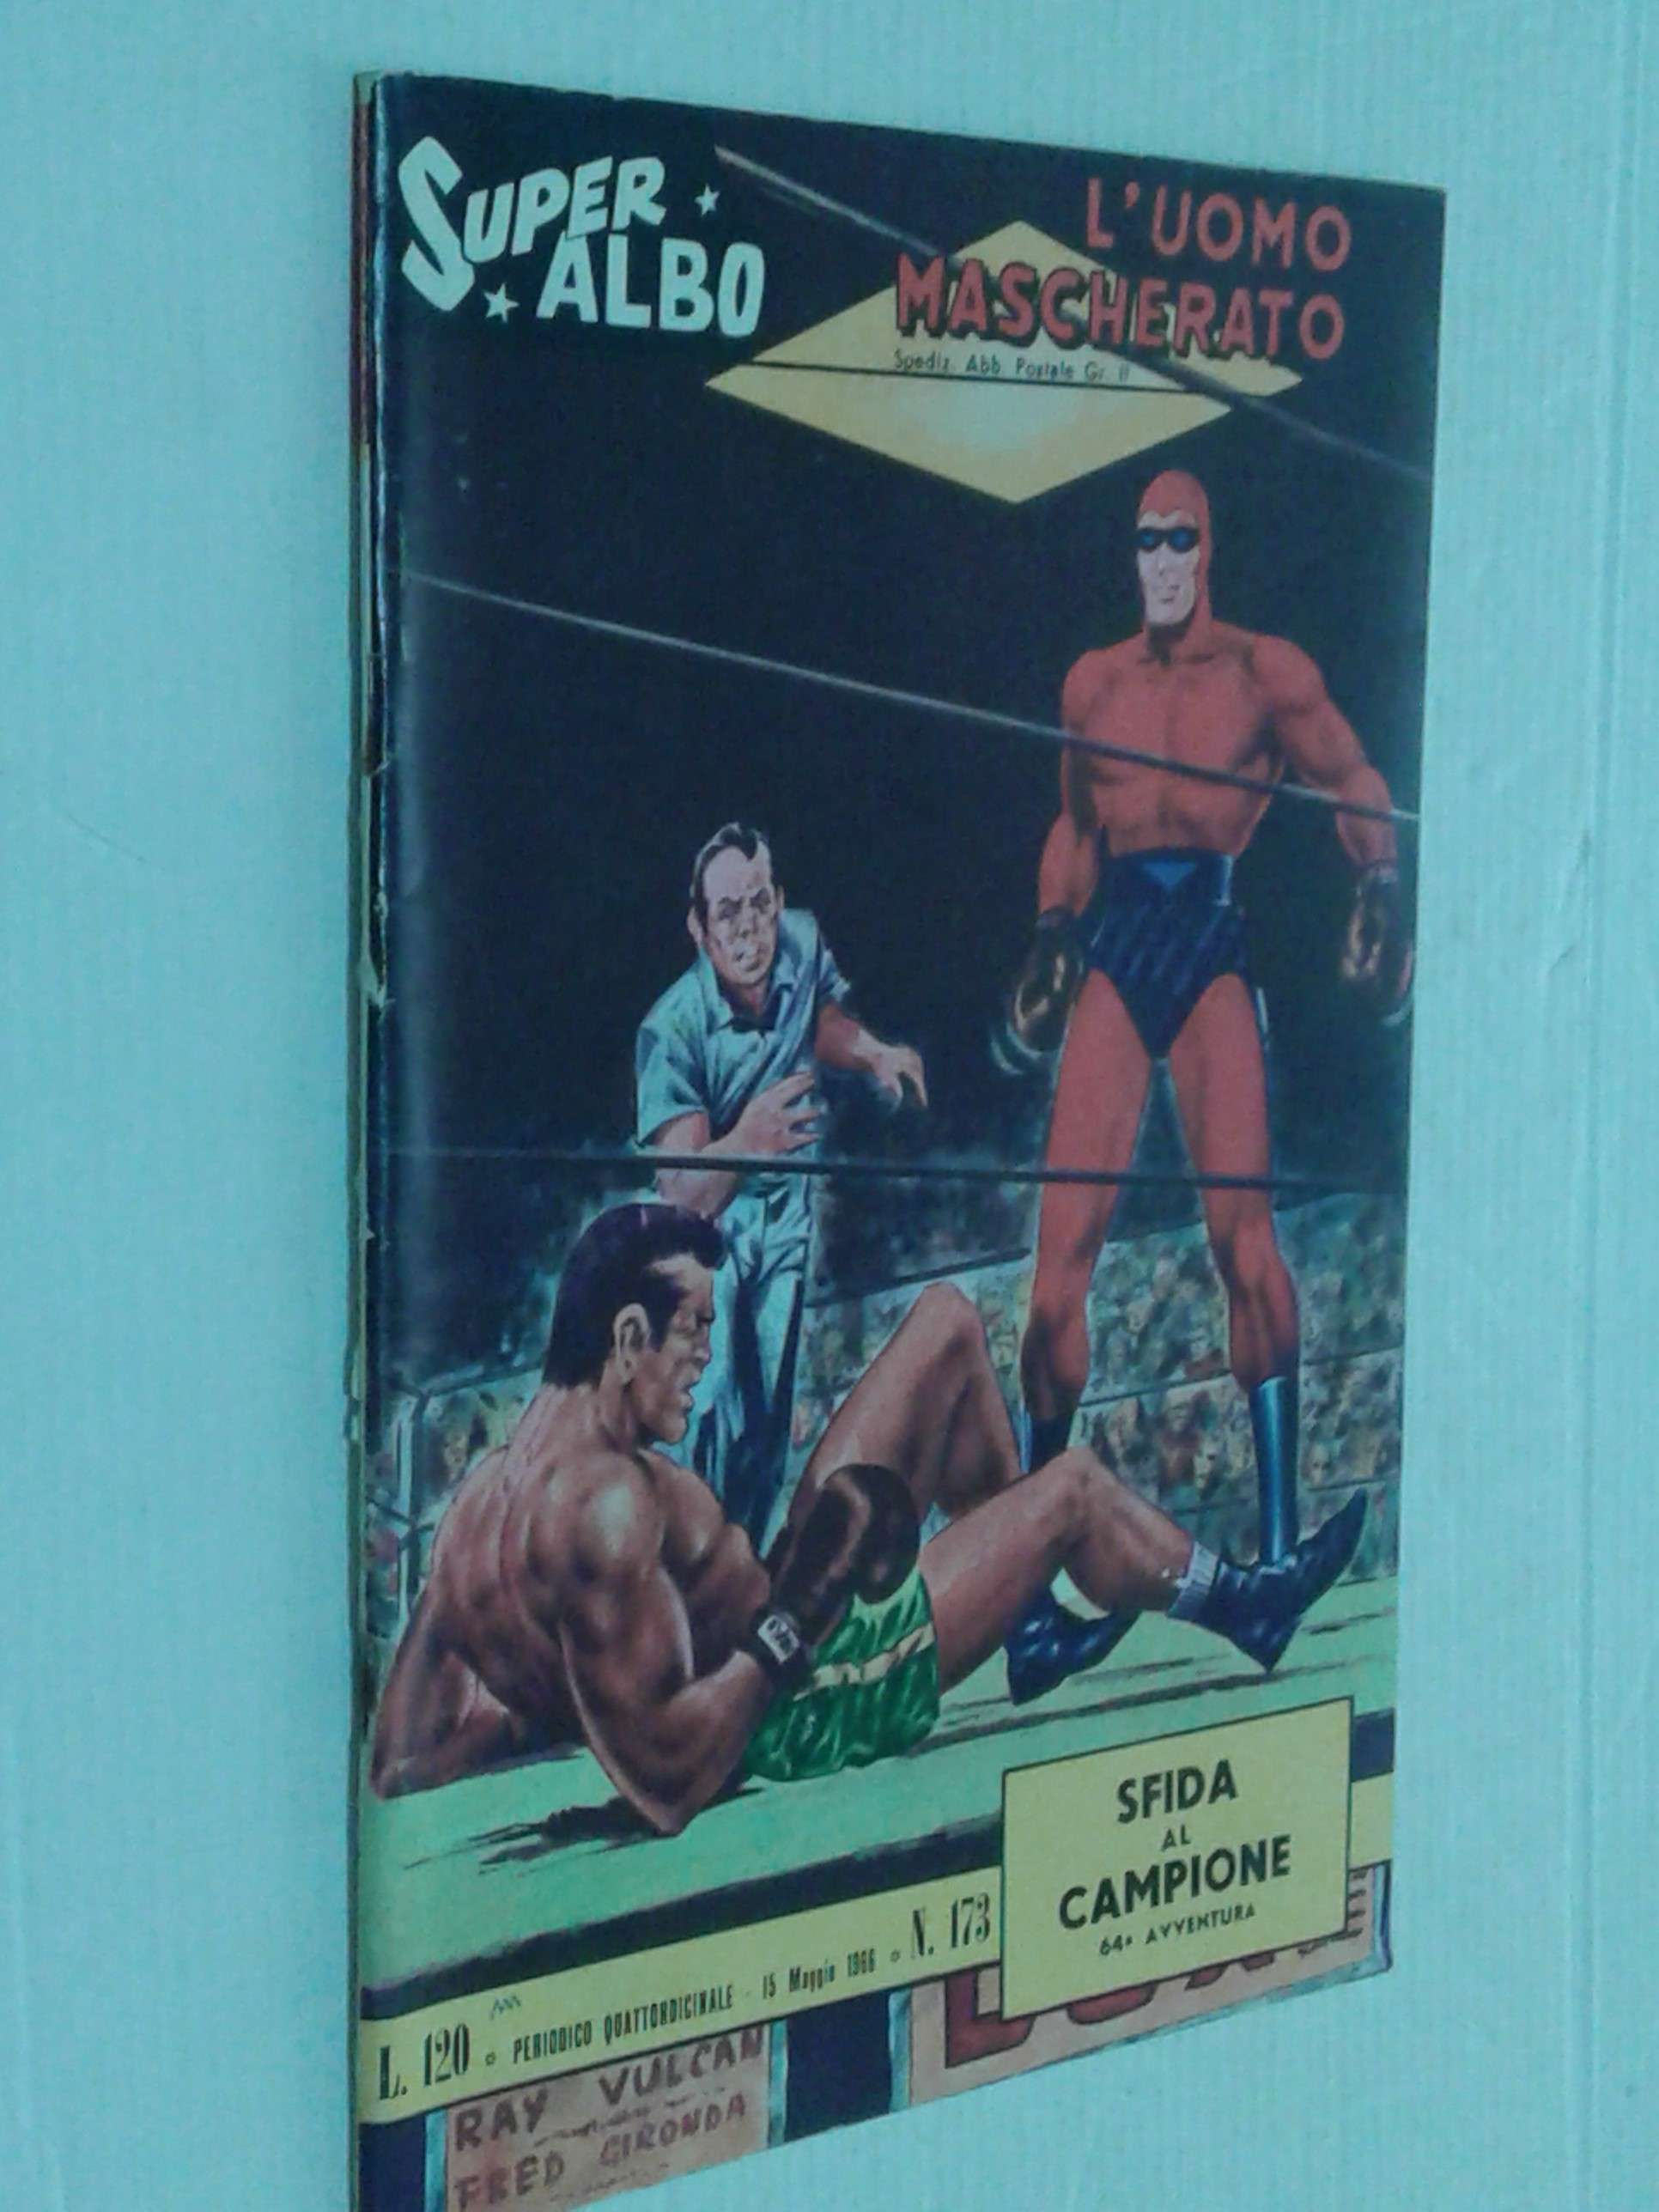 SUPER
ALBO
L'UOMO
MASCHERATO
Spediz. Abb. Postale Gr. II
SFIDA
AL
CAMPIONE
64ª AVVENTURA
L. 120 o PERIODICO QUATTORDICINALE - 15 Maggio 1966 o N. 173
RAY VULCAN
FRED GIRONDA